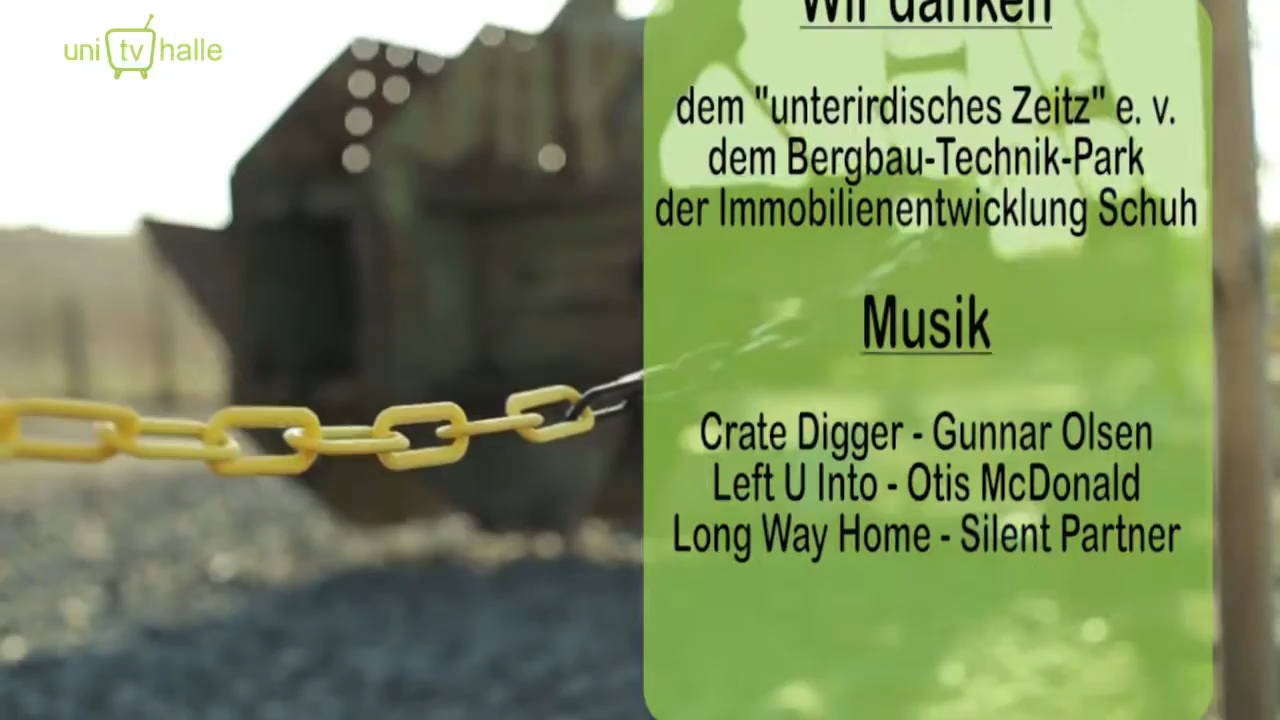 uni tv halle
Wir danken
dem "unterirdisches Zeitz" e. v.
dem Bergbau-Technik-Park
der Immobilienentwicklung Schuh
Musik
Crate Digger - Gunnar Olsen
Left U Into - Otis McDonald
Long Way Home - Silent Partner